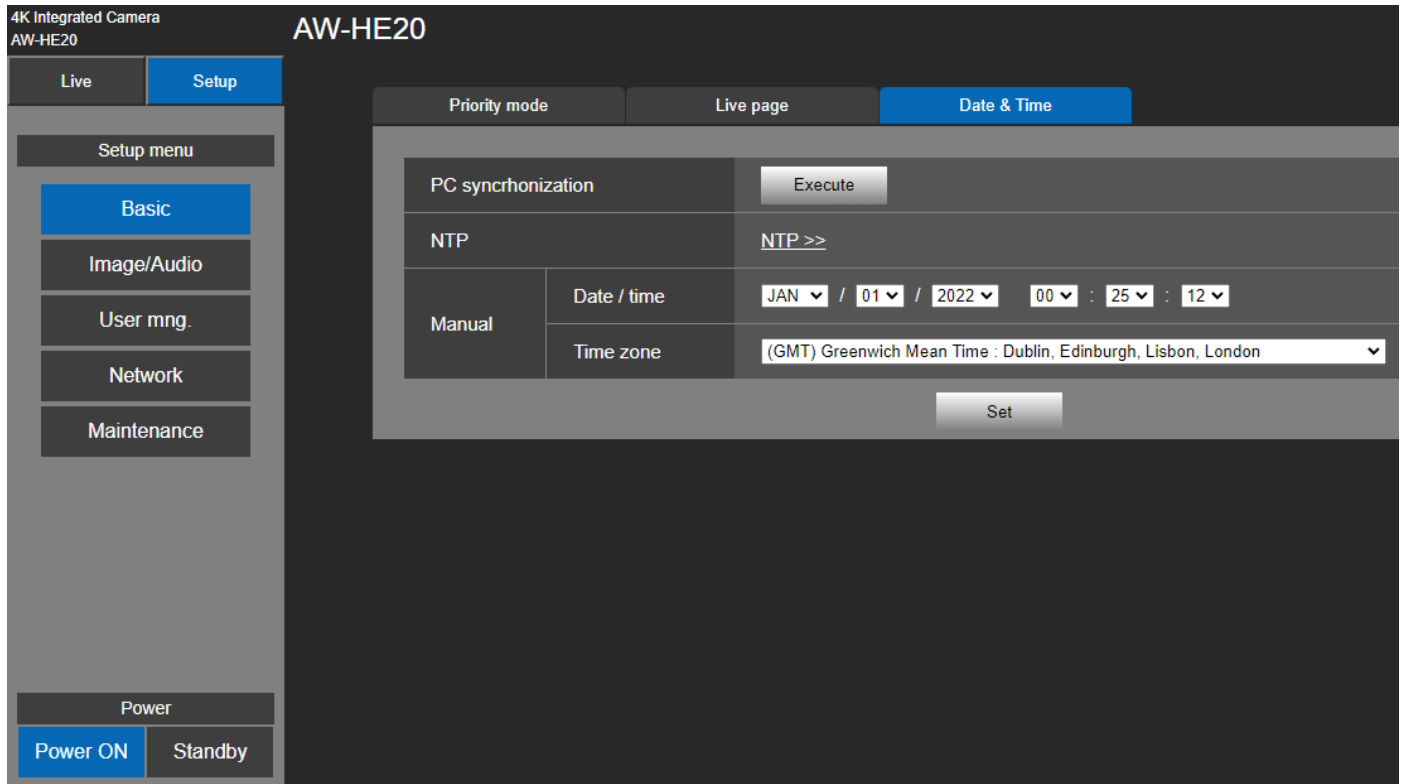 4K Integrated Camera
AW-HE20
AW-HE20
Live Setup
Priority mode Live page Date & Time
Setup menu
Basic
Image/Audio
User mng.
Network
Maintenance
PC syncrhonization Execute
NTP NTP >>
Manual
Date / time JAN / 01 / 2022 00 : 25 : 12
Time zone (GMT) Greenwich Mean Time : Dublin, Edinburgh, Lisbon, London
Set
Power
Power ON Standby